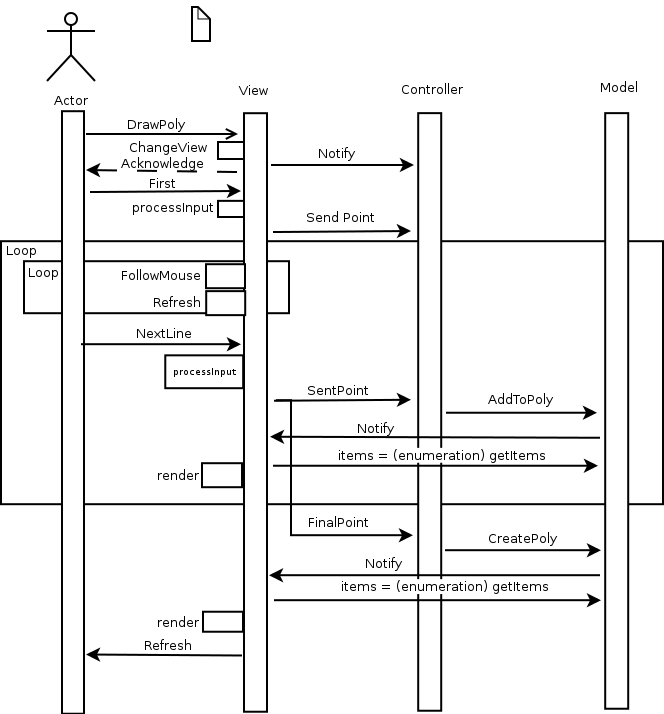 Actor
View
Controller
Model
DrawPoly
ChangeView
Notify
Acknowledge
First
processInput
Send Point
Loop
Loop
FollowMouse
Refresh
NextLine
processInput
SentPoint
AddToPoly
Notify
items = (enumeration) getItems
render
FinalPoint
CreatePoly
Notify
items = (enumeration) getItems
render
Refresh